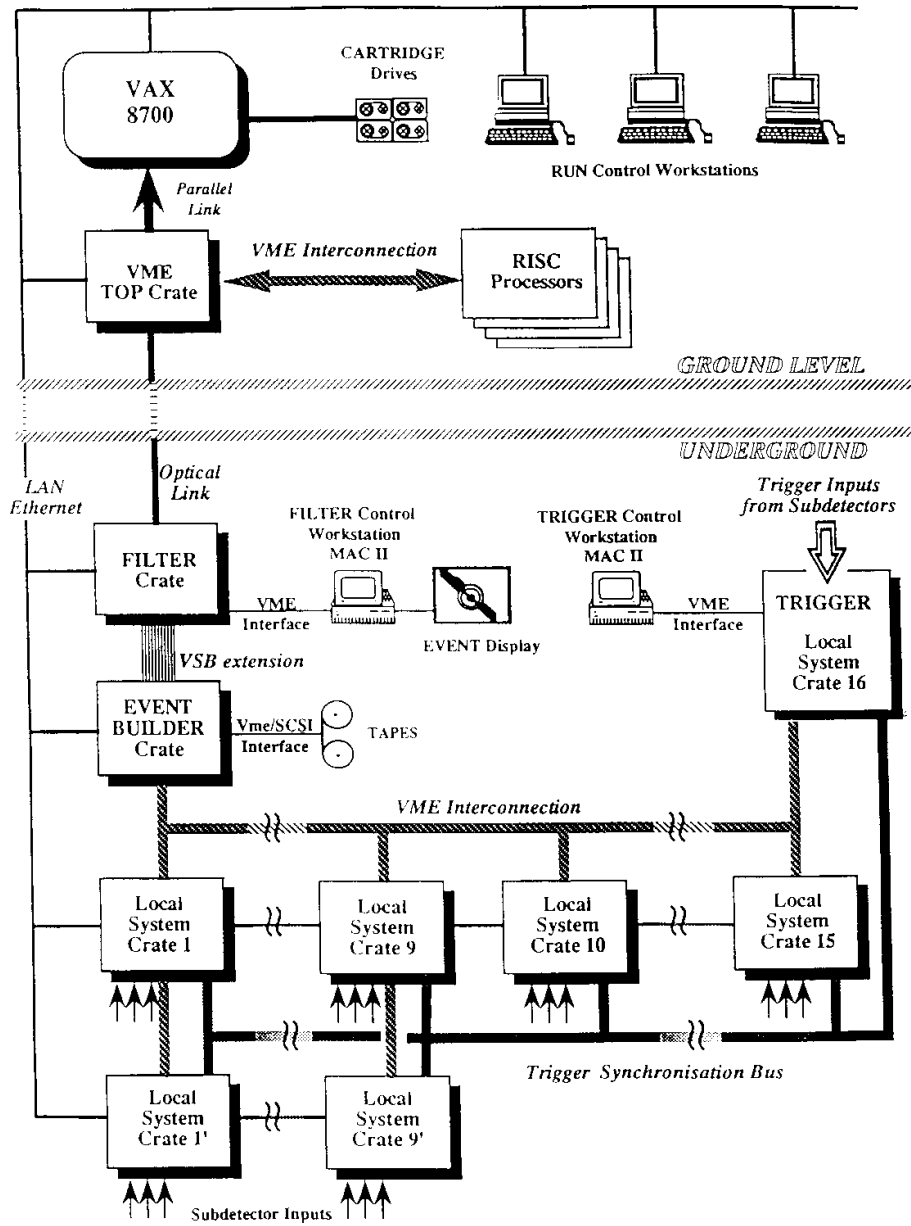 CARTRIDGE
Drives
VAX
8700
RUN Control Workstations
Parallel
Link
VME Interconnection
VME
TOP Crate
RISC
Processors
GROUND LEVEL
UNDERGROUND
LAN
Ethernet
Optical
Link
Trigger Inputs
from Subdetectors
FILTER Control
Workstation
MAC II
TRIGGER Control
Workstation
MAC II
FILTER
Crate
VME
Interface
EVENT Display
VME
Interface
TRIGGER
Local
System
Crate 16
VSB extension
EVENT
BUILDER
Crate
Vme/SCSI
Interface
TAPES
VME Interconnection
Local
System
Crate 1
Local
System
Crate 9
Local
System
Crate 10
Local
System
Crate 15
Trigger Synchronisation Bus
Local
System
Crate 1'
Local
System
Crate 9'
Subdetector Inputs